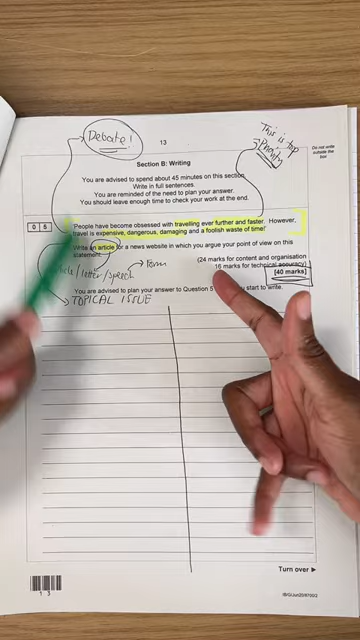 Debate!
This is top
Priority
13
Do not write
outside the
box
Section B: Writing
You are advised to spend about 45 minutes on this section.
Write in full sentences.
You are reminded of the need to plan your answer.
You should leave enough time to check your work at the end.
0 5
'People have become obsessed with travelling ever further and faster. However,
travel is expensive, dangerous, damaging and a foolish waste of time!'
Write an article for a news website in which you argue your point of view on this
statement.
(24 marks for content and organisation
16 marks for technical accuracy)
[40 marks]
/letter/speech → form
You are advised to plan your answer to Question 5 start to write.
TOPICAL ISSUE
Turn over ►
1 3